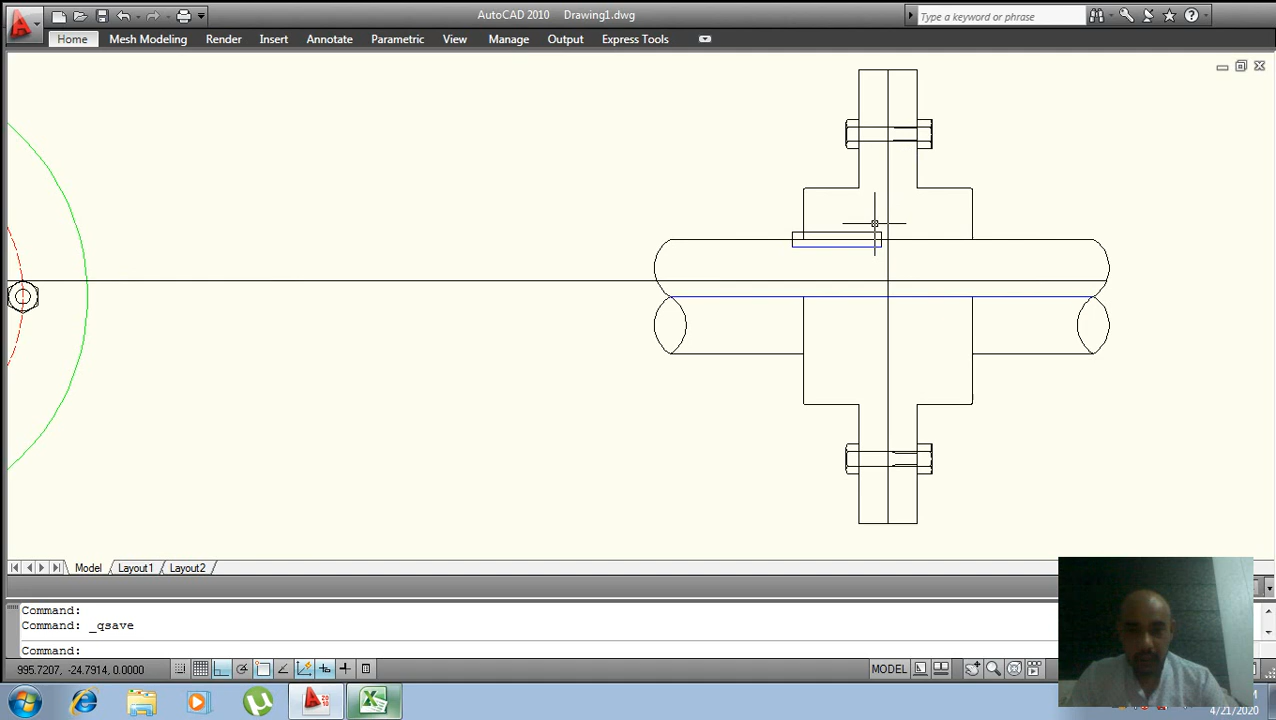 AutoCAD 2010 Drawing1.dwg
Type a keyword or phrase
Home Mesh Modeling Render Insert Annotate Parametric View Output Manage Express Tools
Model Layout1 Layout2
Command:
Command: _qsave
Command:
995.7207, -24.7914, 0.0000
MODEL
4/21/2020